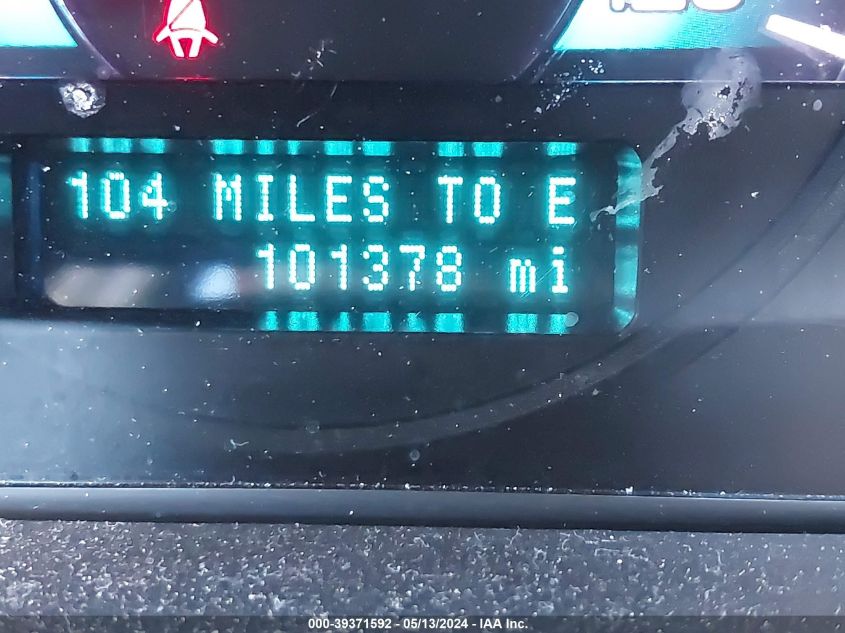 104 MILES TO E
101378 mi
000-39371592 - 05/13/2024 - IAA Inc.